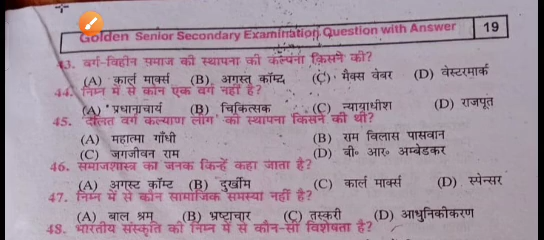 Golden Senior Secondary Examination Question with Answer 19
43. वर्ग-विहीन समाज की स्थापना की कल्पना किसने की?
(A) कार्ल मार्क्स (B) अगस्त कॉम्ट (C) मैक्स वेबर (D) वेस्टरमार्क
44. निम्न में से कौन एक वर्ग नहीं है?
(A) प्रधानाचार्य (B) चिकित्सक (C) न्यायाधीश (D) राजपूत
45. दलित वर्ग कल्याण लीग' की स्थापना किसने की थी?
(A) महात्मा गाँधी (B) राम विलास पासवान
(C) जगजीवन राम (D) बी० आर० अम्बेडकर
46. समाजशास्त्र का जनक किन्हें कहा जाता है?
(A) अगस्ट कॉम्ट (B) दुर्खीम (C) कार्ल मार्क्स (D) स्पेन्सर
47. निम्न में से कौन सामाजिक समस्या नहीं है?
(A) बाल श्रम (B) भ्रष्टाचार (C) तस्करी (D) आधुनिकीकरण
48. भारतीय संस्कृति की निम्न में से कौन-सी विशेषता है?